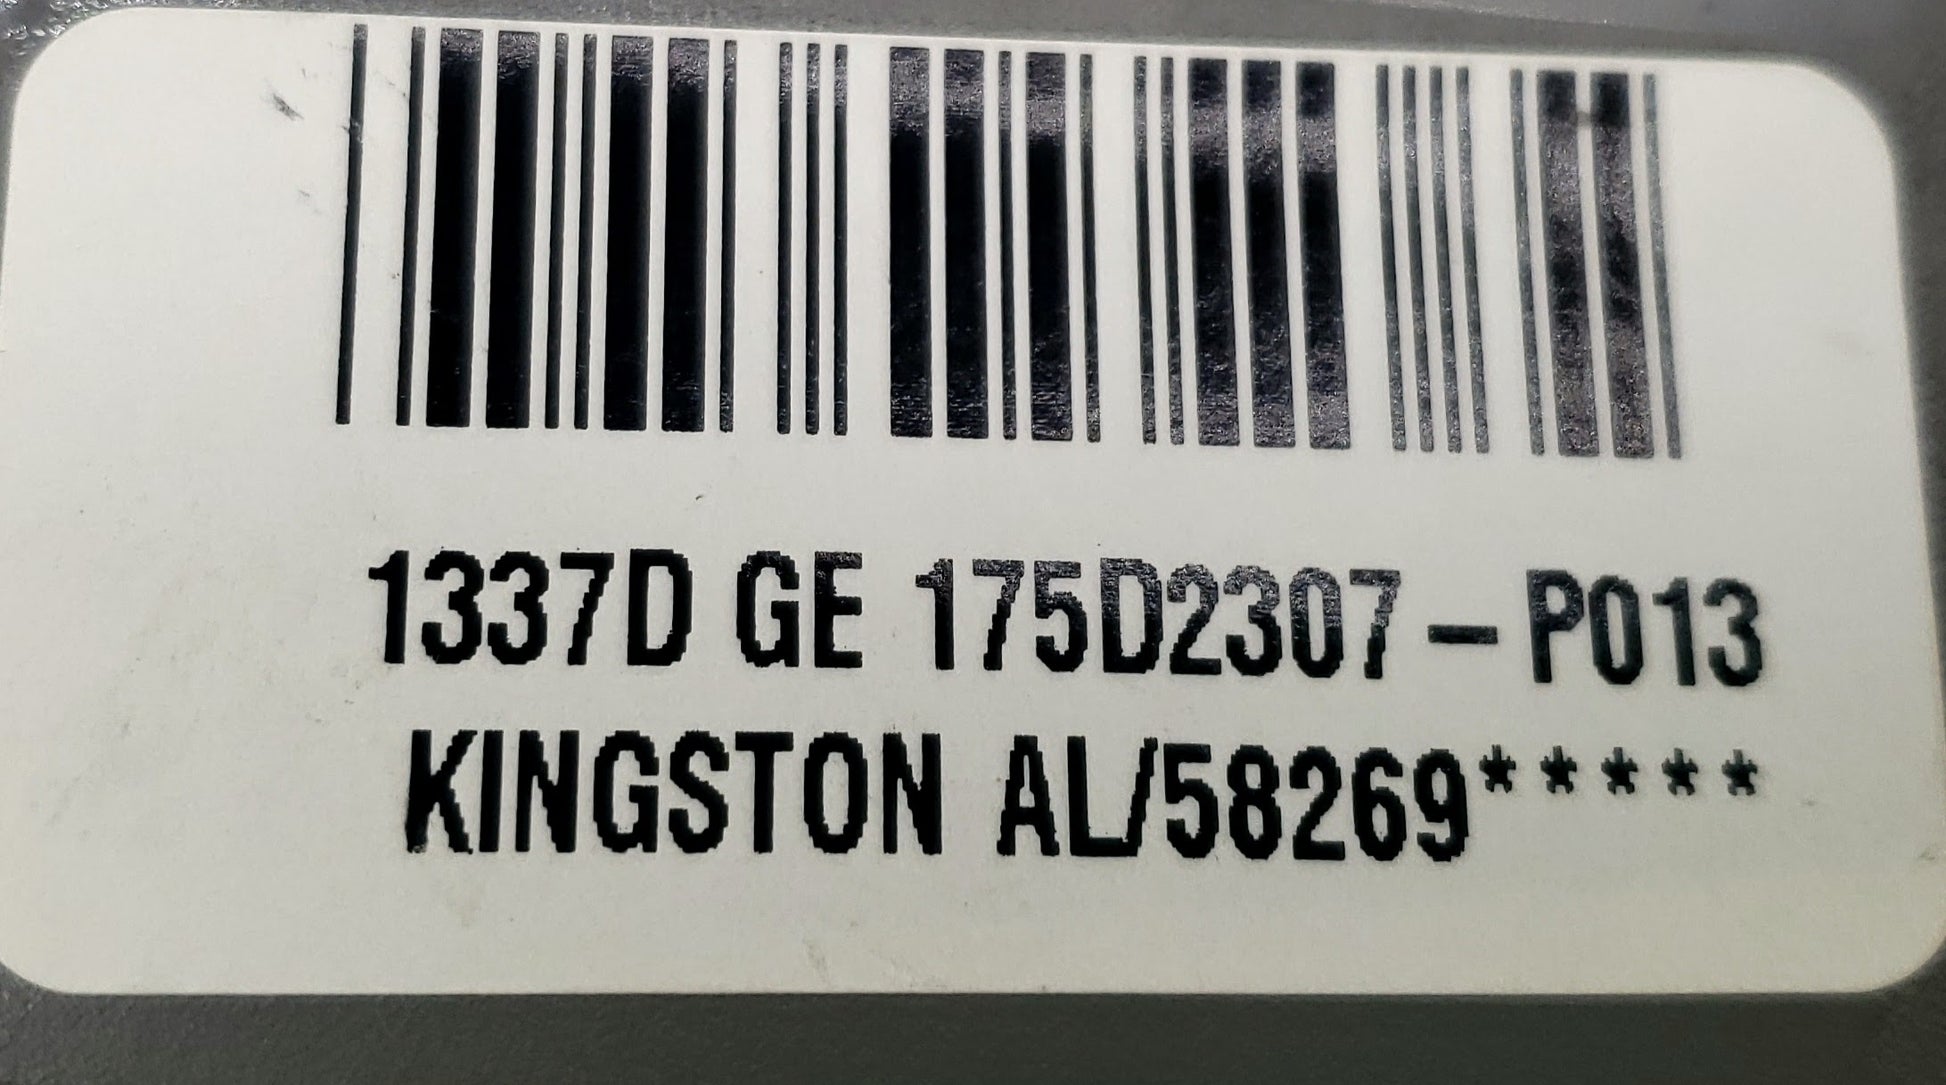 1337D GE 175D2307-P013
KINGSTON AL/58269*****